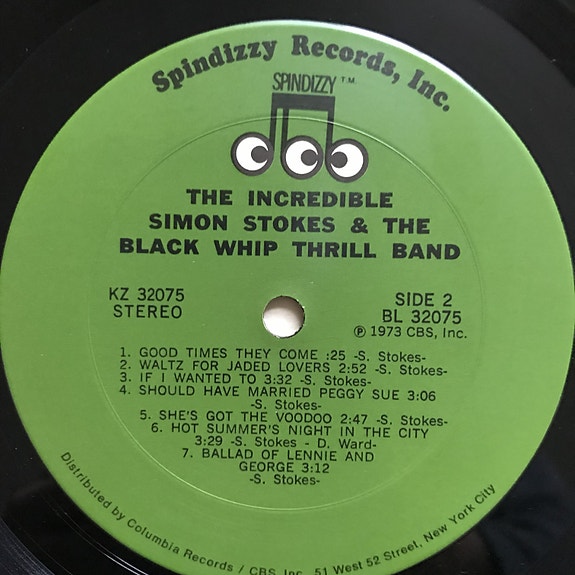 Spindizzy Records, Inc.
SPINDIZZY T.M.
THE INCREDIBLE
SIMON STOKES & THE
BLACK WHIP THRILL BAND
KZ 32075
STEREO
SIDE 2
BL 32075
Ⓟ 1973 CBS, Inc.
1. GOOD TIMES THEY COME :25 -S. Stokes-
2. WALTZ FOR JADED LOVERS 2:52 -S. Stokes-
3. IF I WANTED TO 3:32 -S. Stokes-
4. SHOULD HAVE MARRIED PEGGY SUE 3:06
-S. Stokes-
5. SHE'S GOT THE VOODOO 2:47 -S. Stokes-
6. HOT SUMMER'S NIGHT IN THE CITY
3:29 -S. Stokes - D. Ward-
7. BALLAD OF LENNIE AND
GEORGE 3:12
-S. Stokes-
Distributed by Columbia Records / CBS, Inc. 51 West 52 Street, New York City